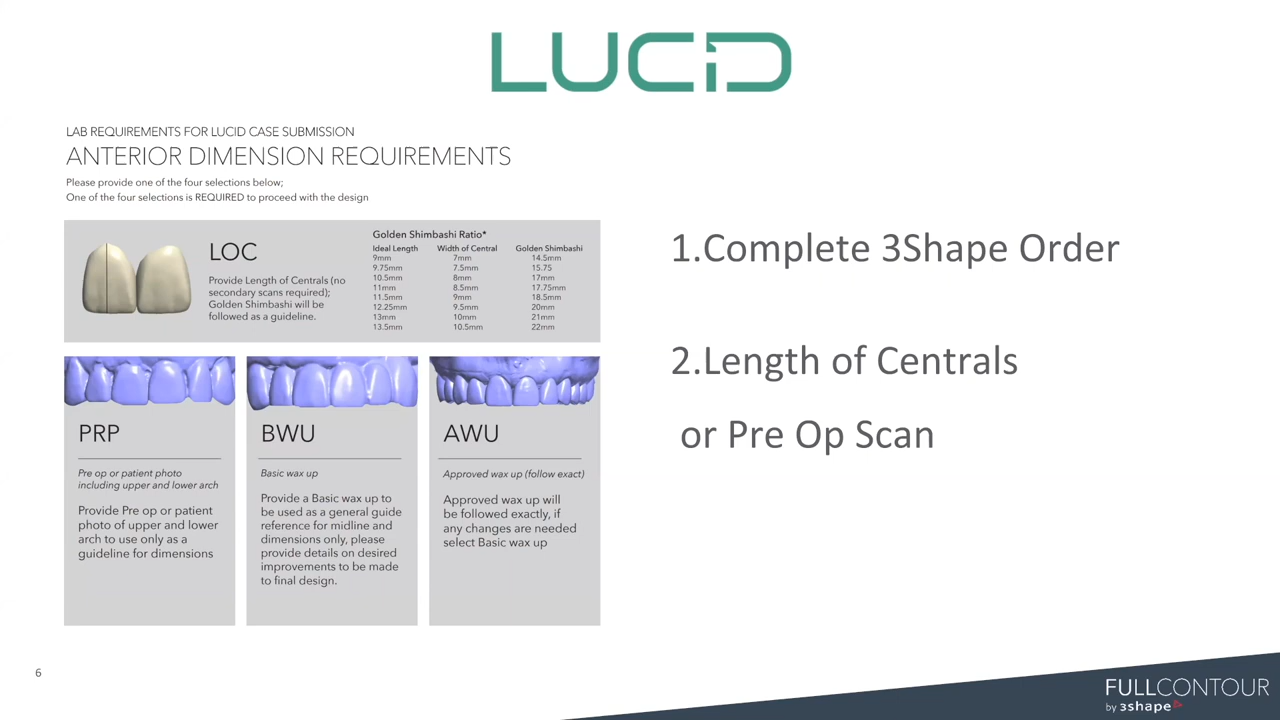 LUCiD
LAB REQUIREMENTS FOR LUCID CASE SUBMISSION
ANTERIOR DIMENSION REQUIREMENTS
Please provide one of the four selections below;
One of the four selections is REQUIRED to proceed with the design
LOC
Provide Length of Centrals (no
secondary scans required);
Golden Shimbashi will be
followed as a guideline.
Golden Shimbashi Ratio*
Ideal Length Width of Central Golden Shimbashi
9mm 7mm 14.5mm
9.75mm 7.5mm 15.75
10.5mm 8mm 17mm
11mm 8.5mm 17.75mm
11.5mm 9mm 18.5mm
12.25mm 9.5mm 20mm
13mm 10mm 21mm
13.5mm 10.5mm 22mm
PRP
Pre op or patient photo
including upper and lower arch
Provide Pre op or patient
photo of upper and lower
arch to use only as a
guideline for dimensions
BWU
Basic wax up
Provide a Basic wax up to
be used as a general guide
reference for midline and
dimensions only, please
provide details on desired
improvements to be made
to final design.
AWU
Approved wax up (follow exact)
Approved wax up will
be followed exactly, if
any changes are needed
select Basic wax up
1.Complete 3Shape Order
2.Length of Centrals
or Pre Op Scan
6
FULLCONTOUR
by 3shape